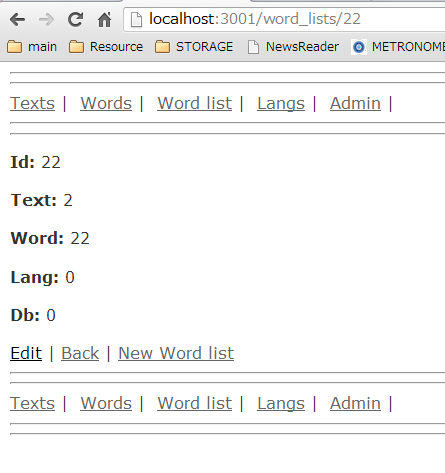 localhost:3001/word_lists/22
main Resource STORAGE NewsReader METRONOME
Texts | Words | Word list | Langs | Admin |
Id: 22
Text: 2
Word: 22
Lang: 0
Db: 0
Edit | Back | New Word list
Texts | Words | Word list | Langs | Admin |